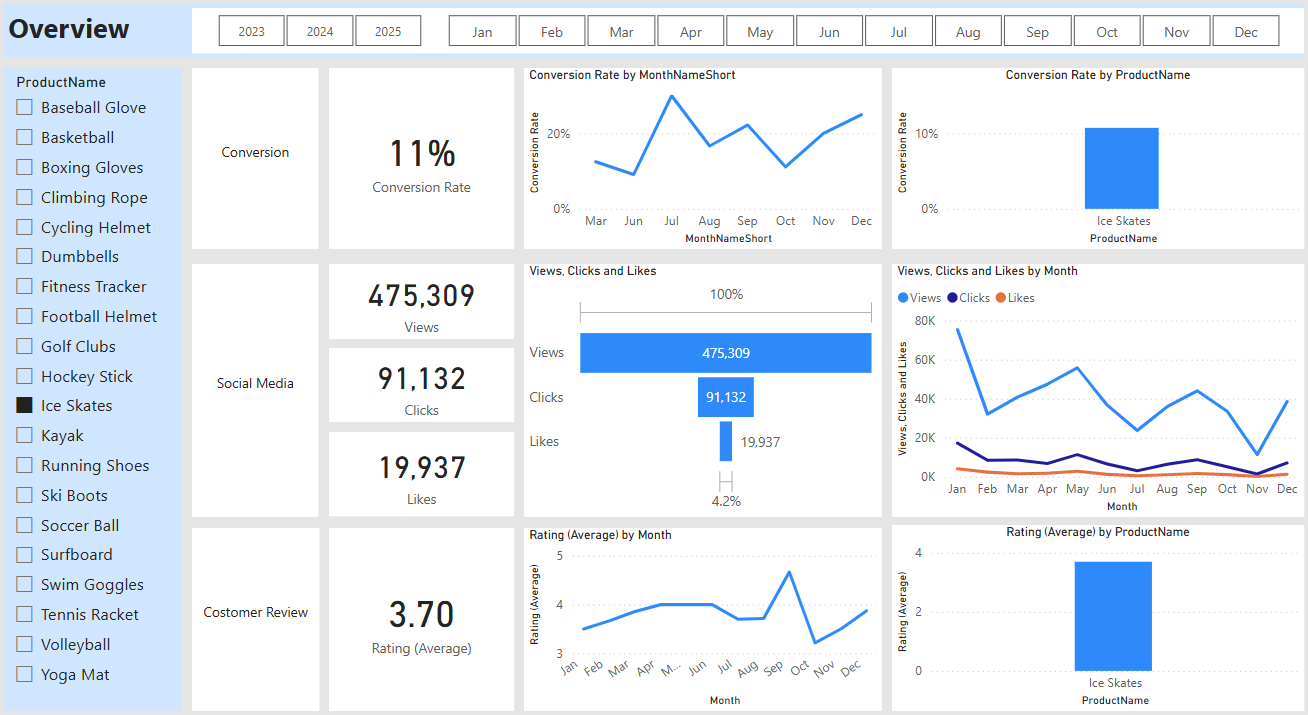 Overview
2023 2024 2025 Jan Feb Mar Apr May Jun Jul Aug Sep Oct Nov Dec
ProductName
Baseball Glove
Basketball
Boxing Gloves
Climbing Rope
Cycling Helmet
Dumbbells
Fitness Tracker
Football Helmet
Golf Clubs
Hockey Stick
Ice Skates
Kayak
Running Shoes
Ski Boots
Soccer Ball
Surfboard
Swim Goggles
Tennis Racket
Volleyball
Yoga Mat
Conversion
11%
Conversion Rate
Conversion Rate by MonthNameShort
Conversion Rate
20%
0%
Mar Jun Jul Aug Sep Oct Nov Dec
MonthNameShort
Conversion Rate by ProductName
Conversion Rate
10%
0%
Ice Skates
ProductName
Social Media
475,309
Views
91,132
Clicks
19,937
Likes
Views, Clicks and Likes
100%
Views 475,309
Clicks 91,132
Likes 19,937
4.2%
Views, Clicks and Likes by Month
Views Clicks Likes
Views, Clicks and Likes
80K
60K
40K
20K
0K
Jan Feb Mar Apr May Jun Jul Aug Sep Oct Nov Dec
Month
Costomer Review
3.70
Rating (Average)
Rating (Average) by Month
Rating (Average)
5
4
3
Jan Feb Mar Apr M... Jun Jul Aug Sep Oct Nov Dec
Month
Rating (Average) by ProductName
Rating (Average)
4
2
0
Ice Skates
ProductName